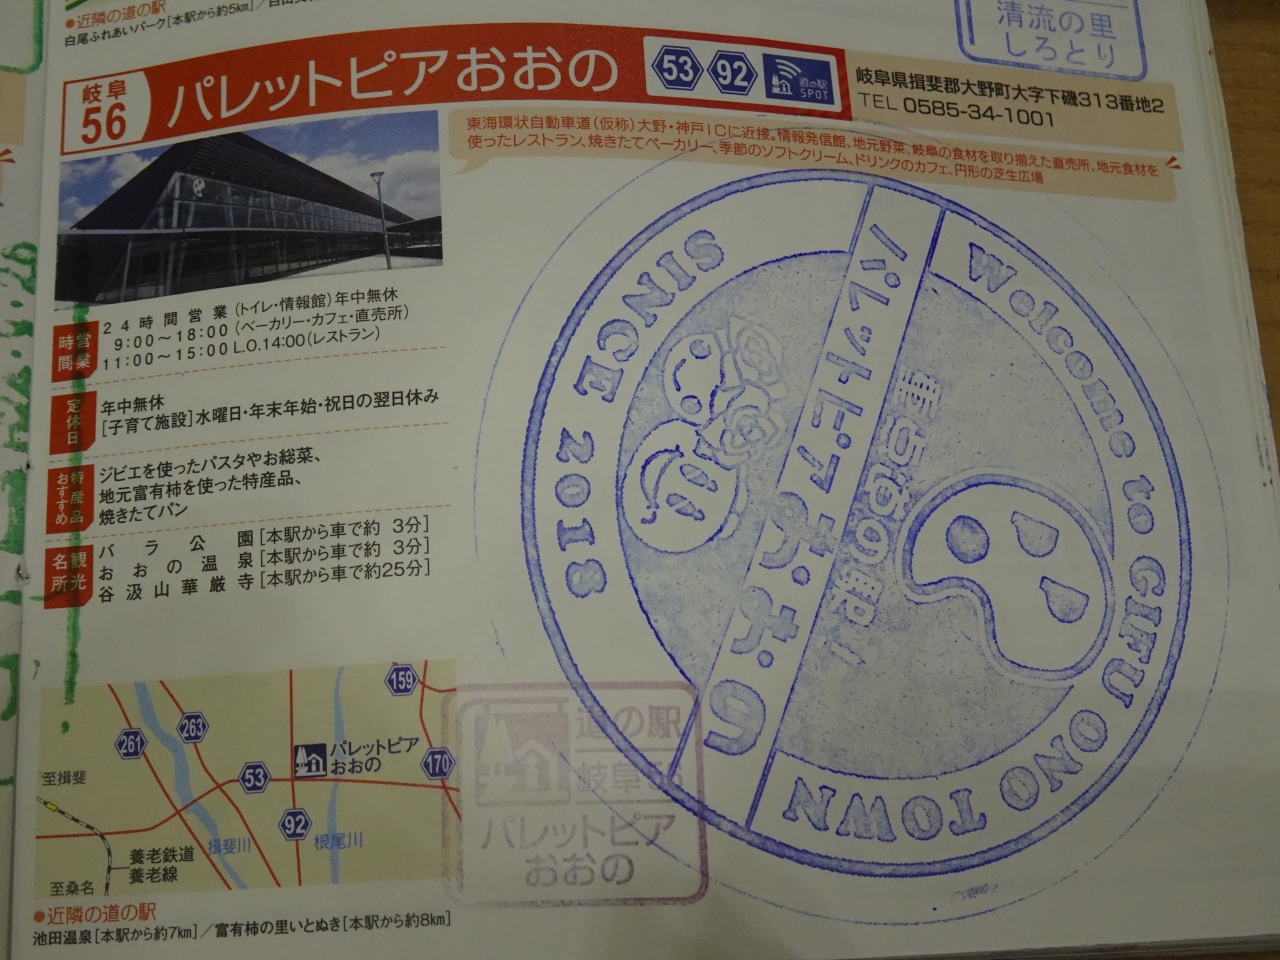 ●近隣の道の駅
白尾ふれあいパーク[本駅から約5km]／
清流の里
しろとり
岐阜
56
パレットピアおおの
53
92
道の駅
SPOT
岐阜県揖斐郡大野町大字下磯313番地2
TEL 0585-34-1001
東海環状自動車道(仮称)大野・神戸ICに近接。情報発信館、地元野菜、岐阜の食材を取り揃えた直売所、地元食材を
使ったレストラン、焼きたてベーカリー、季節のソフトクリーム、ドリンクのカフェ、円形の芝生広場
営業時間
24時間営業(トイレ・情報館)年中無休
9:00〜18:00(ベーカリー・カフェ・直売所)
11:00〜15:00 L.O.14:00(レストラン)
定休日
年中無休
[子育て施設]水曜日・年末年始・祝日の翌日休み
特産品おすすめ
ジビエを使ったパスタやお総菜、
地元富有柿を使った特産品、
焼きたてパン
観光名所
バラ公園[本駅から車で約 3分]
おおの温泉[本駅から車で約 3分]
谷汲山華厳寺[本駅から車で約25分]
SINCE 2018
パレットピアおおの
Welcome to GIFU ONO TOWN
159
261
263
パレットピア
おおの
170
53
92
至揖斐
揖斐川
根尾川
養老鉄道
養老線
至桑名
道の駅
岐阜56
パレットピア
おおの
●近隣の道の駅
池田温泉[本駅から約7km]／富有柿の里いとぬき[本駅から約8km]